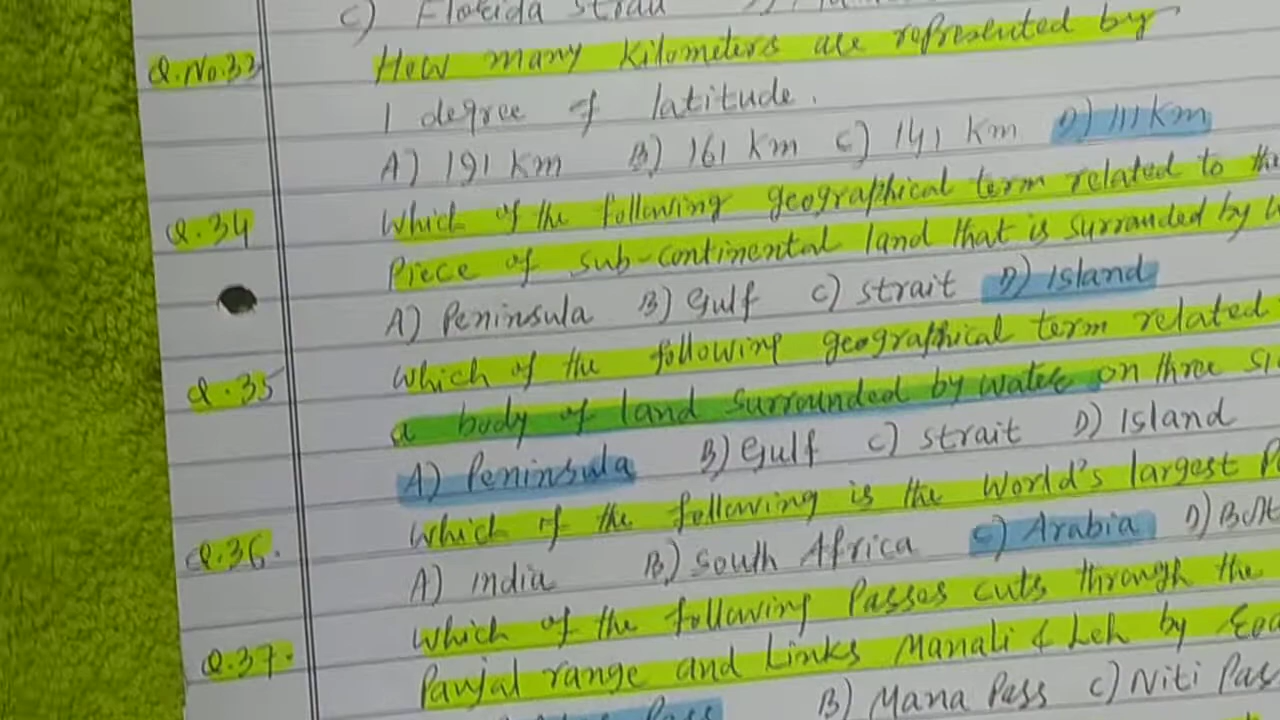 C) Florida Strait
Q.No.33 How many kilometers are represented by
1 degree of latitude.
A) 191 km B) 161 km C) 141 km D) 111 km
Q.34 Which of the following geographical term related to the
Piece of sub-continental land that is surranded by
A) Peninsula B) Gulf C) strait D) Island
Q.35 Which of the following geographical term related
a body of land surrounded by water on three
A) Peninsula B) Gulf C) strait D) Island
Q.36. Which of the following is the World's largest
A) India B) South Africa C) Arabia D)
Q.37. Which of the following Passes cuts through the
Panjal range and Links Manali & Leh by
Pass B) Mana Pass C) Niti Pass